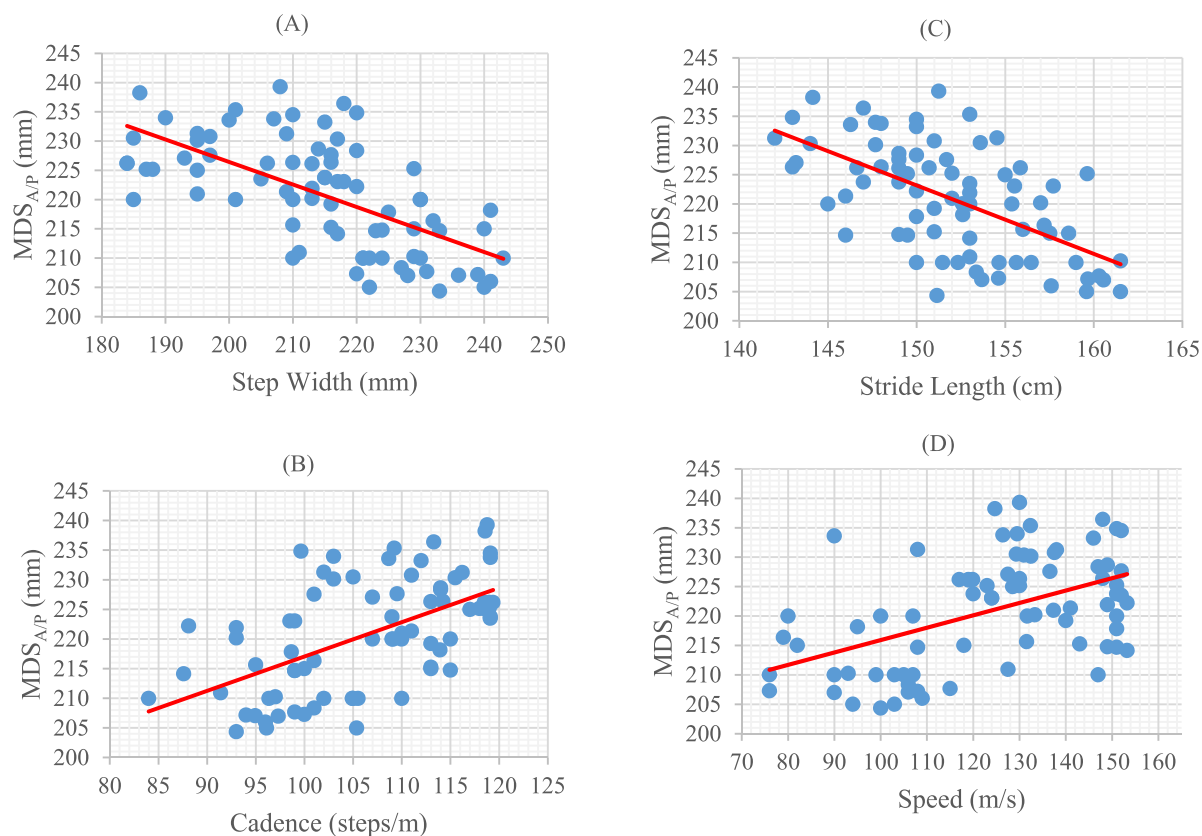 (A)
MDS A/P (mm)
245
240
235
230
225
220
215
210
205
200
180 190 200 210 220 230 240 250
Step Width (mm)
(C)
MDS A/P (mm)
245
240
235
230
225
220
215
210
205
200
140 145 150 155 160 165
Stride Length (cm)
(B)
MDS A/P (mm)
245
240
235
230
225
220
215
210
205
200
80 85 90 95 100 105 110 115 120 125
Cadence (steps/m)
(D)
MDS A/P (mm)
245
240
235
230
225
220
215
210
205
200
70 80 90 100 110 120 130 140 150 160
Speed (m/s)